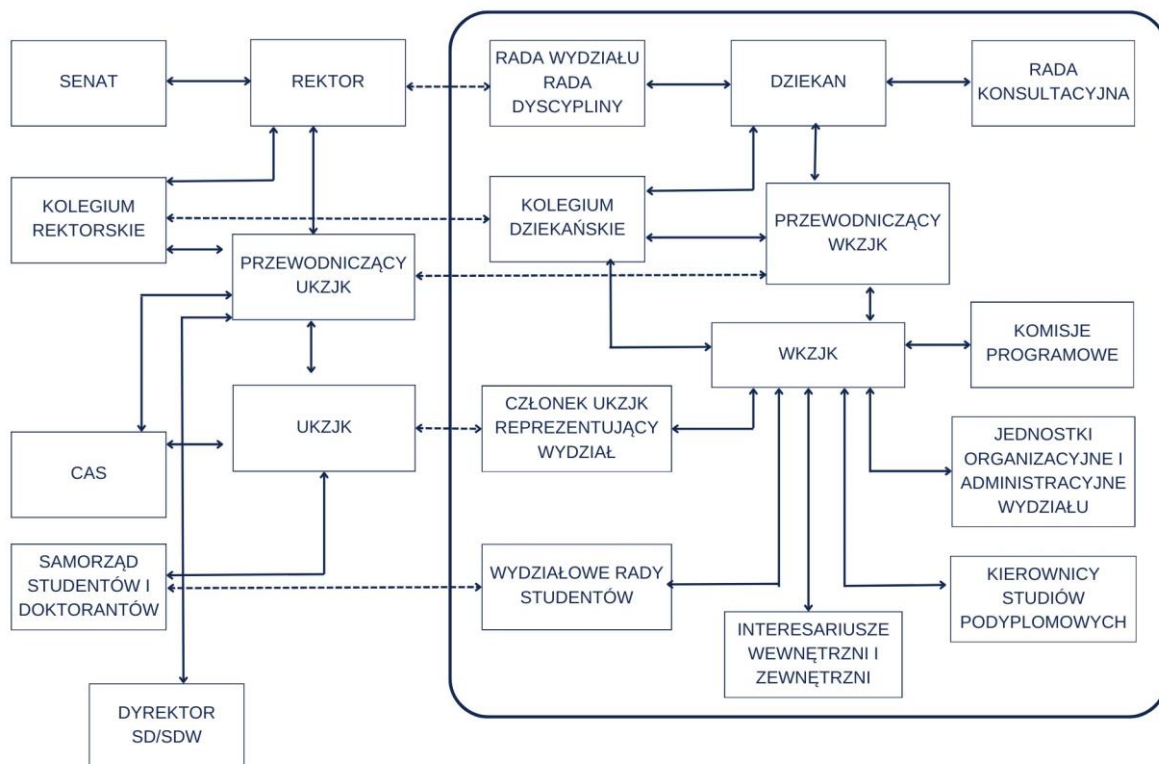 SENAT
REKTOR
RADA WYDZIAŁU
RADA
DYSCYPLINY
DZIEKAN
RADA
KONSULTACYJNA
KOLEGIUM
REKTORSKIE
KOLEGIUM
DZIEKAŃSKIE
PRZEWODNICZĄCY
WKZJK
PRZEWODNICZĄCY
UKZJK
WKZJK
KOMISJE
PROGRAMOWE
UKZJK
CZŁONEK UKZJK
REPREZENTUJĄCY
WYDZIAŁ
CAS
JEDNOSTKI
ORGANIZACYJNE I
ADMINISTRACYJNE
WYDZIAŁU
SAMORZĄD
STUDENTÓW I
DOKTORANTÓW
WYDZIAŁOWE RADY
STUDENTÓW
KIEROWNICY
STUDIÓW
PODYPLOMOWYCH
INTERESARIUSZE
WEWNĘTRZNI I
ZEWNĘTRZNI
DYREKTOR
SD/SDW